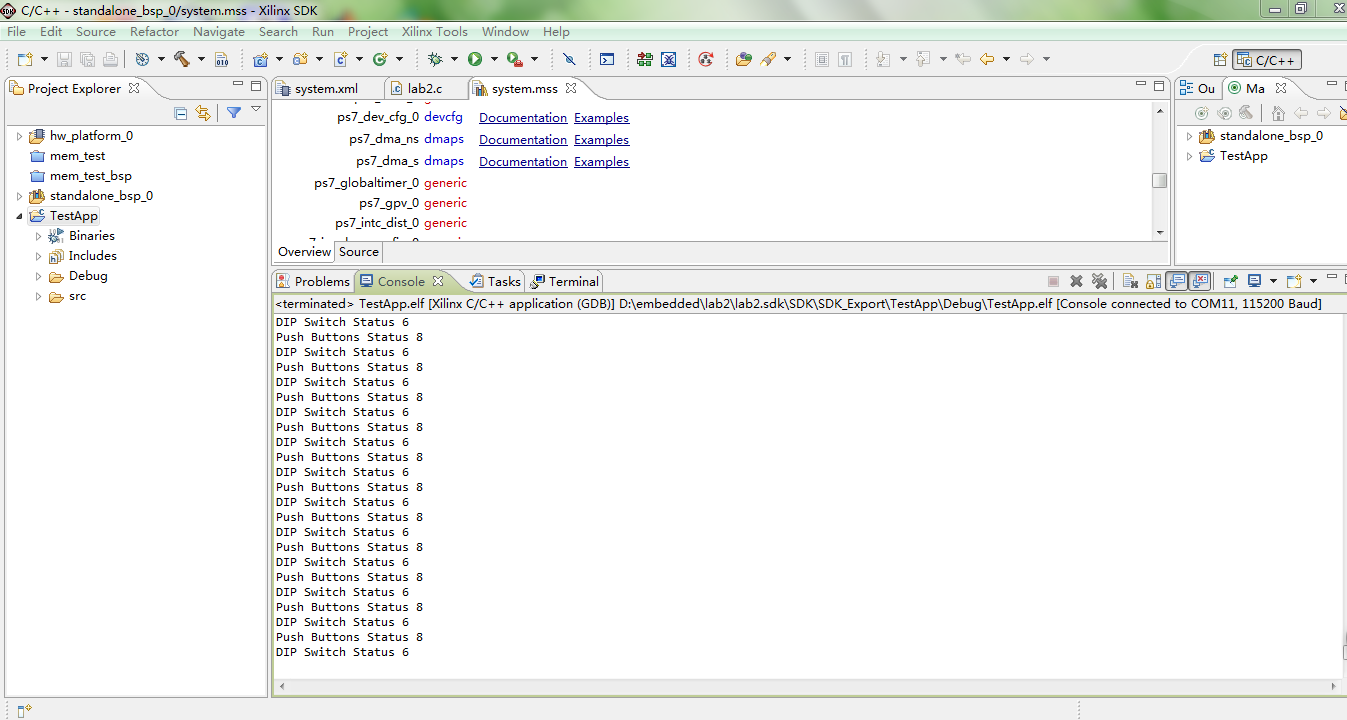 C/C++ - standalone_bsp_0/system.mss - Xilinx SDK
File Edit Source Refactor Navigate Search Run Project Xilinx Tools Window Help
C/C++
Project Explorer
hw_platform_0
mem_test
mem_test_bsp
standalone_bsp_0
TestApp
Binaries
Includes
Debug
src
system.xml lab2.c system.mss
ps7_dev_cfg_0 devcfg Documentation Examples
ps7_dma_ns dmaps Documentation Examples
ps7_dma_s dmaps Documentation Examples
ps7_globaltimer_0 generic
ps7_gpv_0 generic
ps7_intc_dist_0 generic
Overview Source
Ou Ma
standalone_bsp_0
TestApp
Problems Console Tasks Terminal
<terminated> TestApp.elf [Xilinx C/C++ application (GDB)] D:\embedded\lab2\lab2.sdk\SDK\SDK_Export\TestApp\Debug\TestApp.elf [Console connected to COM11, 115200 Baud]
DIP Switch Status 6
Push Buttons Status 8
DIP Switch Status 6
Push Buttons Status 8
DIP Switch Status 6
Push Buttons Status 8
DIP Switch Status 6
Push Buttons Status 8
DIP Switch Status 6
Push Buttons Status 8
DIP Switch Status 6
Push Buttons Status 8
DIP Switch Status 6
Push Buttons Status 8
DIP Switch Status 6
Push Buttons Status 8
DIP Switch Status 6
Push Buttons Status 8
DIP Switch Status 6
Push Buttons Status 8
DIP Switch Status 6
Push Buttons Status 8
DIP Switch Status 6